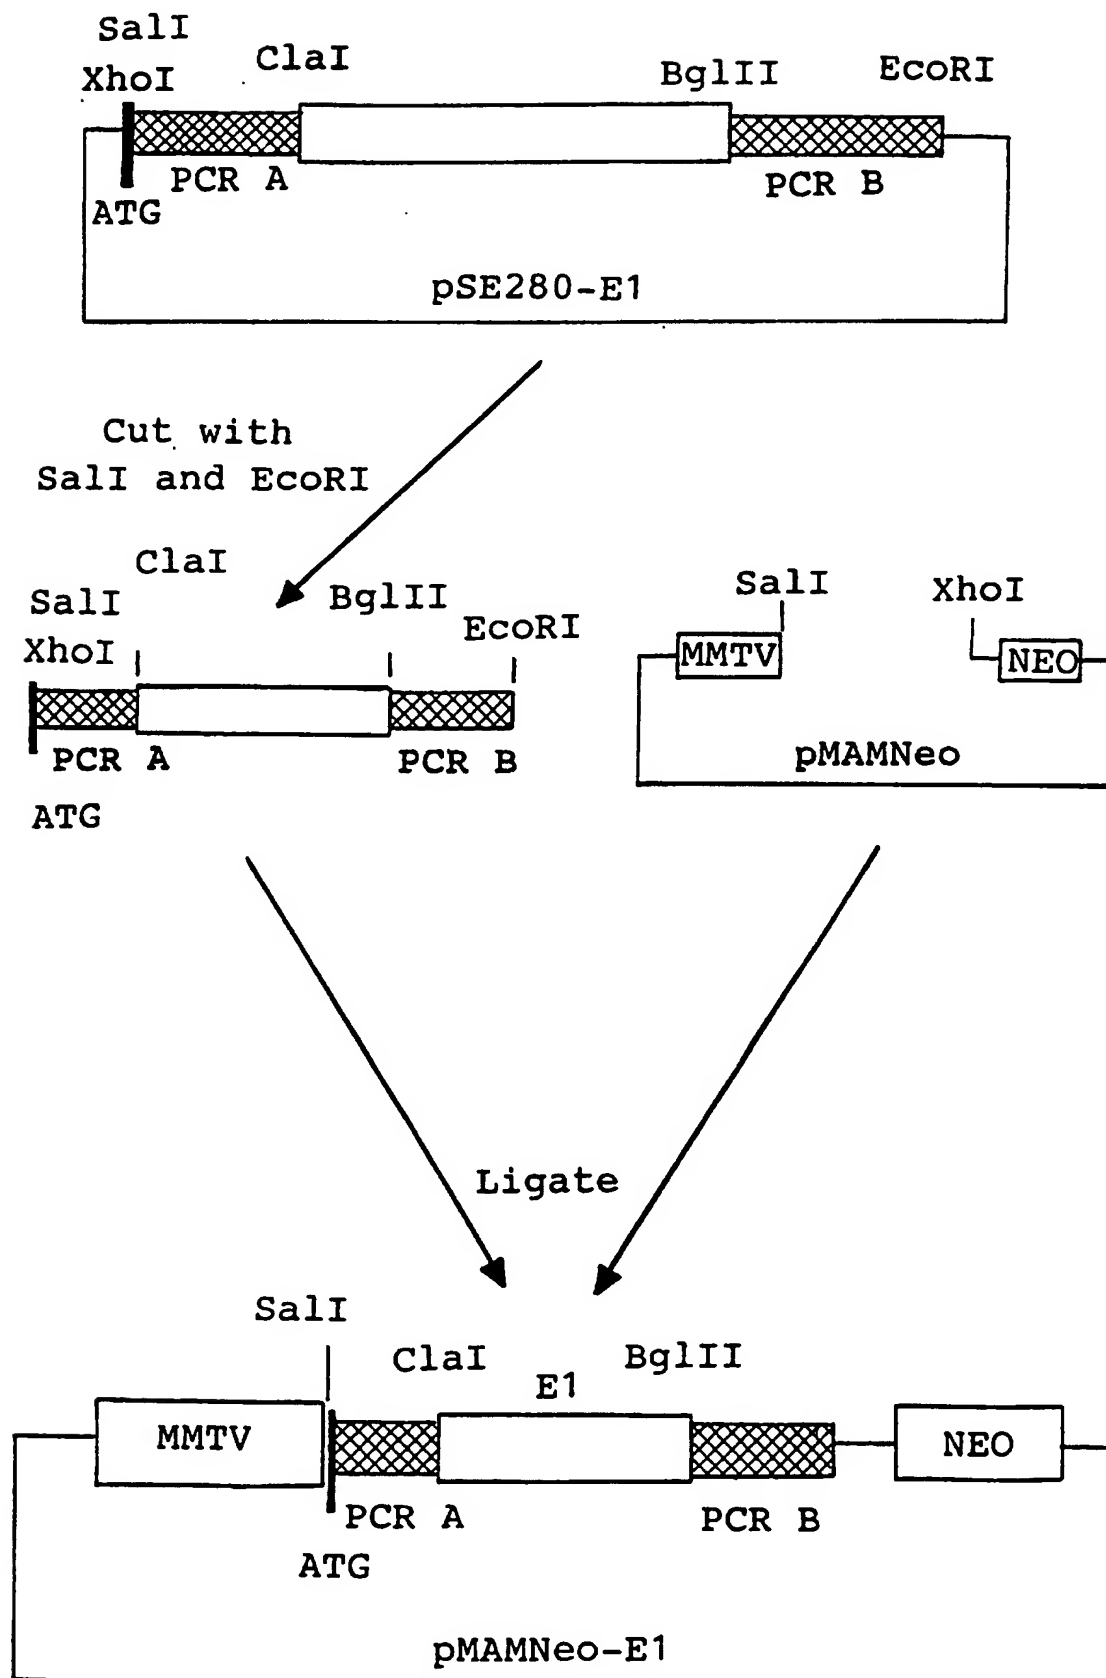 SalI
XhoI
ClaI
BglII
EcoRI
PCR A
PCR B
ATG
pSE280-E1
Cut with
SalI and EcoRI
ClaI
SalI
XhoI
BglII
EcoRI
PCR A
PCR B
ATG
SalI
XhoI
MMTV
NEO
pMAMNeo
Ligate
SalI
ClaI
E1
BglII
MMTV
NEO
PCR A
PCR B
ATG
pMAMNeo-E1